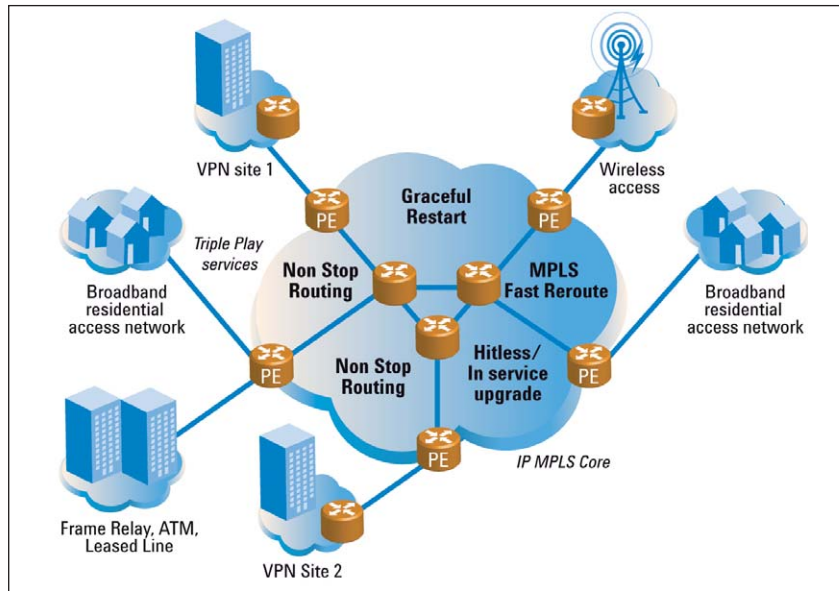 VPN site 1
Wireless
access
PE
Graceful
Restart
PE
Triple Play
services
Non Stop
Routing
MPLS
Fast Reroute
Broadband
residential
access network
Broadband
residential
access network
PE
Non Stop
Routing
Hitless/
In service
upgrade
PE
PE
IP MPLS Core
Frame Relay, ATM,
Leased Line
VPN Site 2